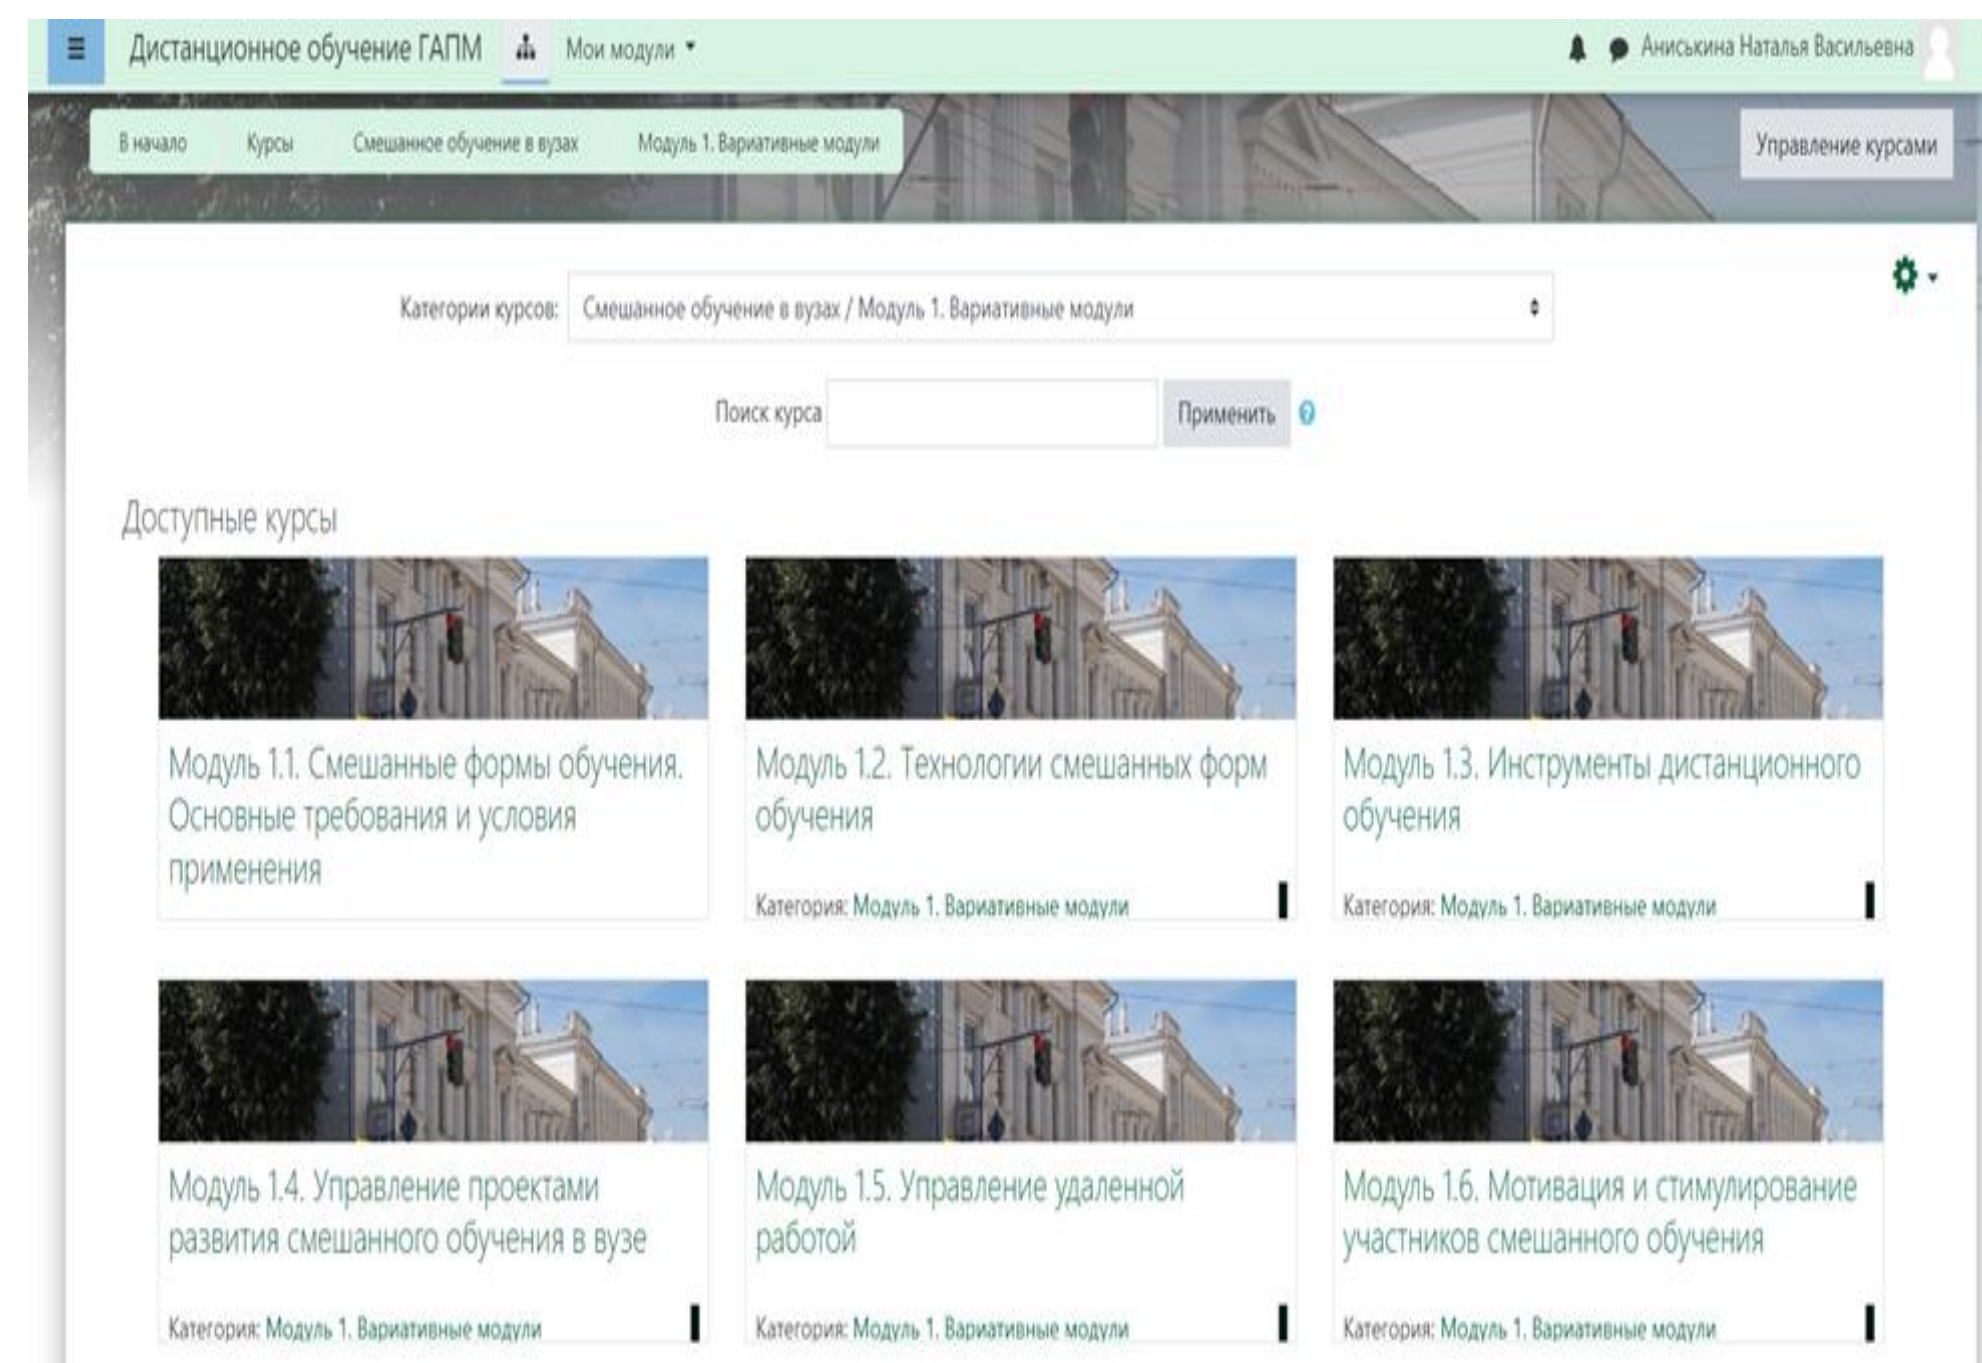 Дистанционное обучение ГАПМ Мои модули Аниськина Наталья Васильевна
В начало Курсы Смешанное обучение в вузах Модуль 1. Вариативные модули Управление курсами
Категории курсов: Смешанное обучение в вузах / Модуль 1. Вариативные модули
Поиск курса Применить
Доступные курсы
Модуль 1.1. Смешанные формы обучения.
Основные требования и условия
применения
Модуль 1.2. Технологии смешанных форм
обучения
Категория: Модуль 1. Вариативные модули
Модуль 1.3. Инструменты дистанционного
обучения
Категория: Модуль 1. Вариативные модули
Модуль 1.4. Управление проектами
развития смешанного обучения в вузе
Категория: Модуль 1. Вариативные модули
Модуль 1.5. Управление удаленной
работой
Категория: Модуль 1. Вариативные модули
Модуль 1.6. Мотивация и стимулирование
участников смешанного обучения
Категория: Модуль 1. Вариативные модули